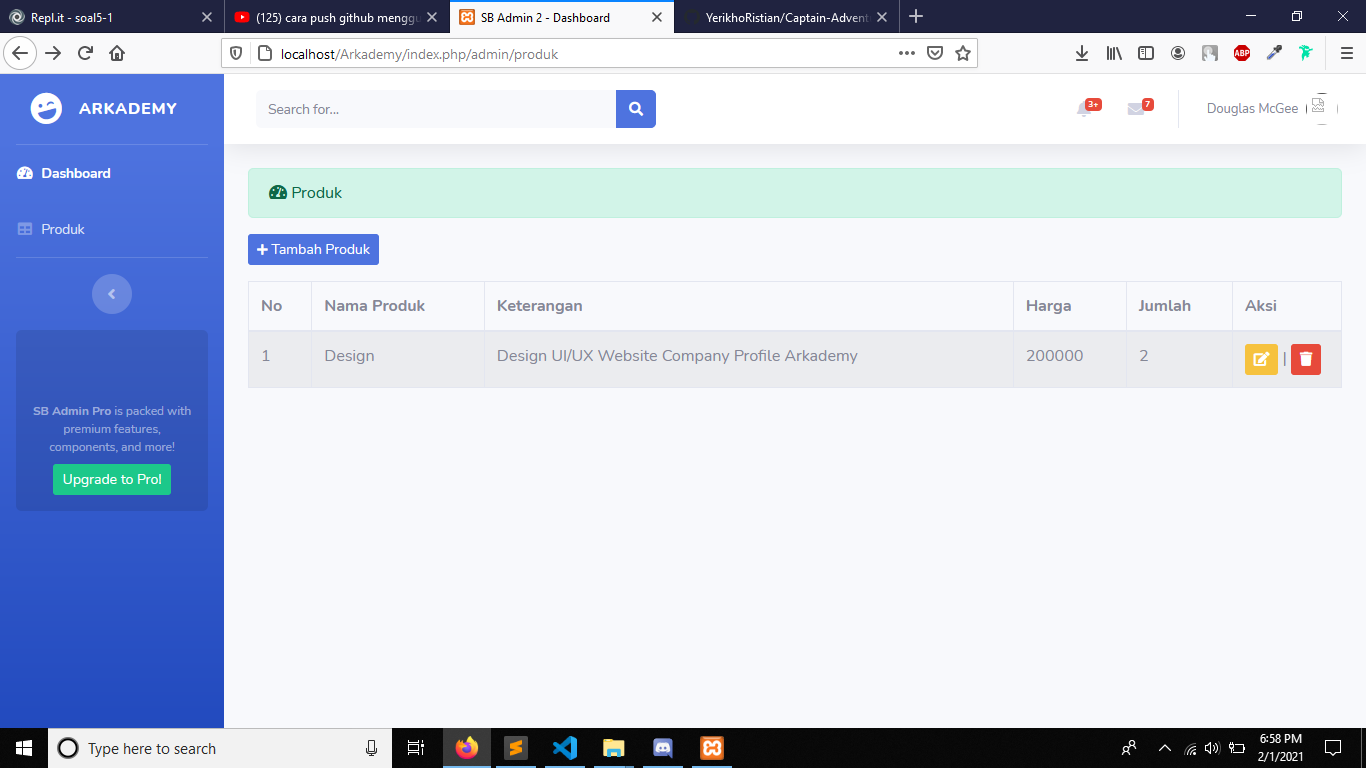 Repl.it - soal5-1
(125) cara push github menggu
SB Admin 2 - Dashboard
YerikhoRistian/Captain-Advent
localhost/Arkademy/index.php/admin/produk
ABP
ARKADEMY
Search for...
3+
7
Douglas McGee
Dashboard
Produk
Produk
Tambah Produk
No Nama Produk Keterangan Harga Jumlah Aksi
1 Design Design UI/UX Website Company Profile Arkademy 200000 2 |
SB Admin Pro is packed with
premium features,
components, and more!
Upgrade to Pro!
Type here to search
6:58 PM
2/1/2021